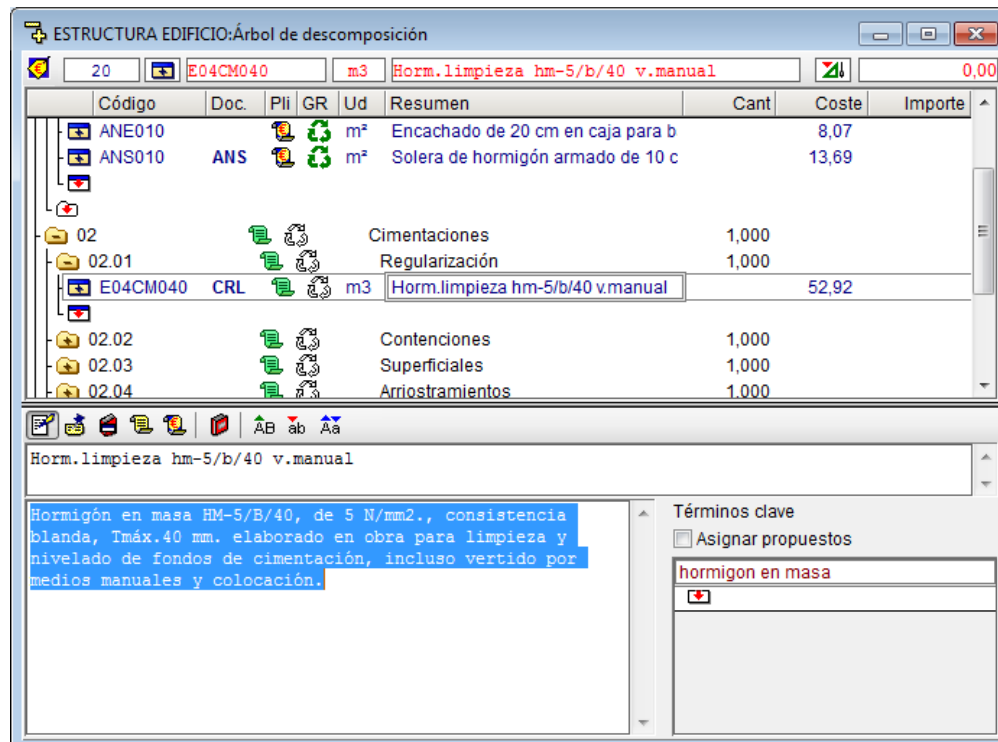 ESTRUCTURA EDIFICIO:Árbol de descomposición
20 E04CM040 m3 Horm.limpieza hm-5/b/40 v.manual 0,00
Código Doc. Pli GR Ud Resumen Cant Coste Importe
ANE010 m² Encachado de 20 cm en caja para b 8,07
ANS010 ANS m² Solera de hormigón armado de 10 c 13,69
02 Cimentaciones 1,000
02.01 Regularización 1,000
E04CM040 CRL m3 Horm.limpieza hm-5/b/40 v.manual 52,92
02.02 Contenciones 1,000
02.03 Superficiales 1,000
02.04 Arriostramientos 1,000
AB ab Aa
Horm.limpieza hm-5/b/40 v.manual
Hormigón en masa HM-5/B/40, de 5 N/mm2., consistencia
blanda, Tmáx.40 mm. elaborado en obra para limpieza y
nivelado de fondos de cimentación, incluso vertido por
medios manuales y colocación.
Términos clave
Asignar propuestos
hormigon en masa